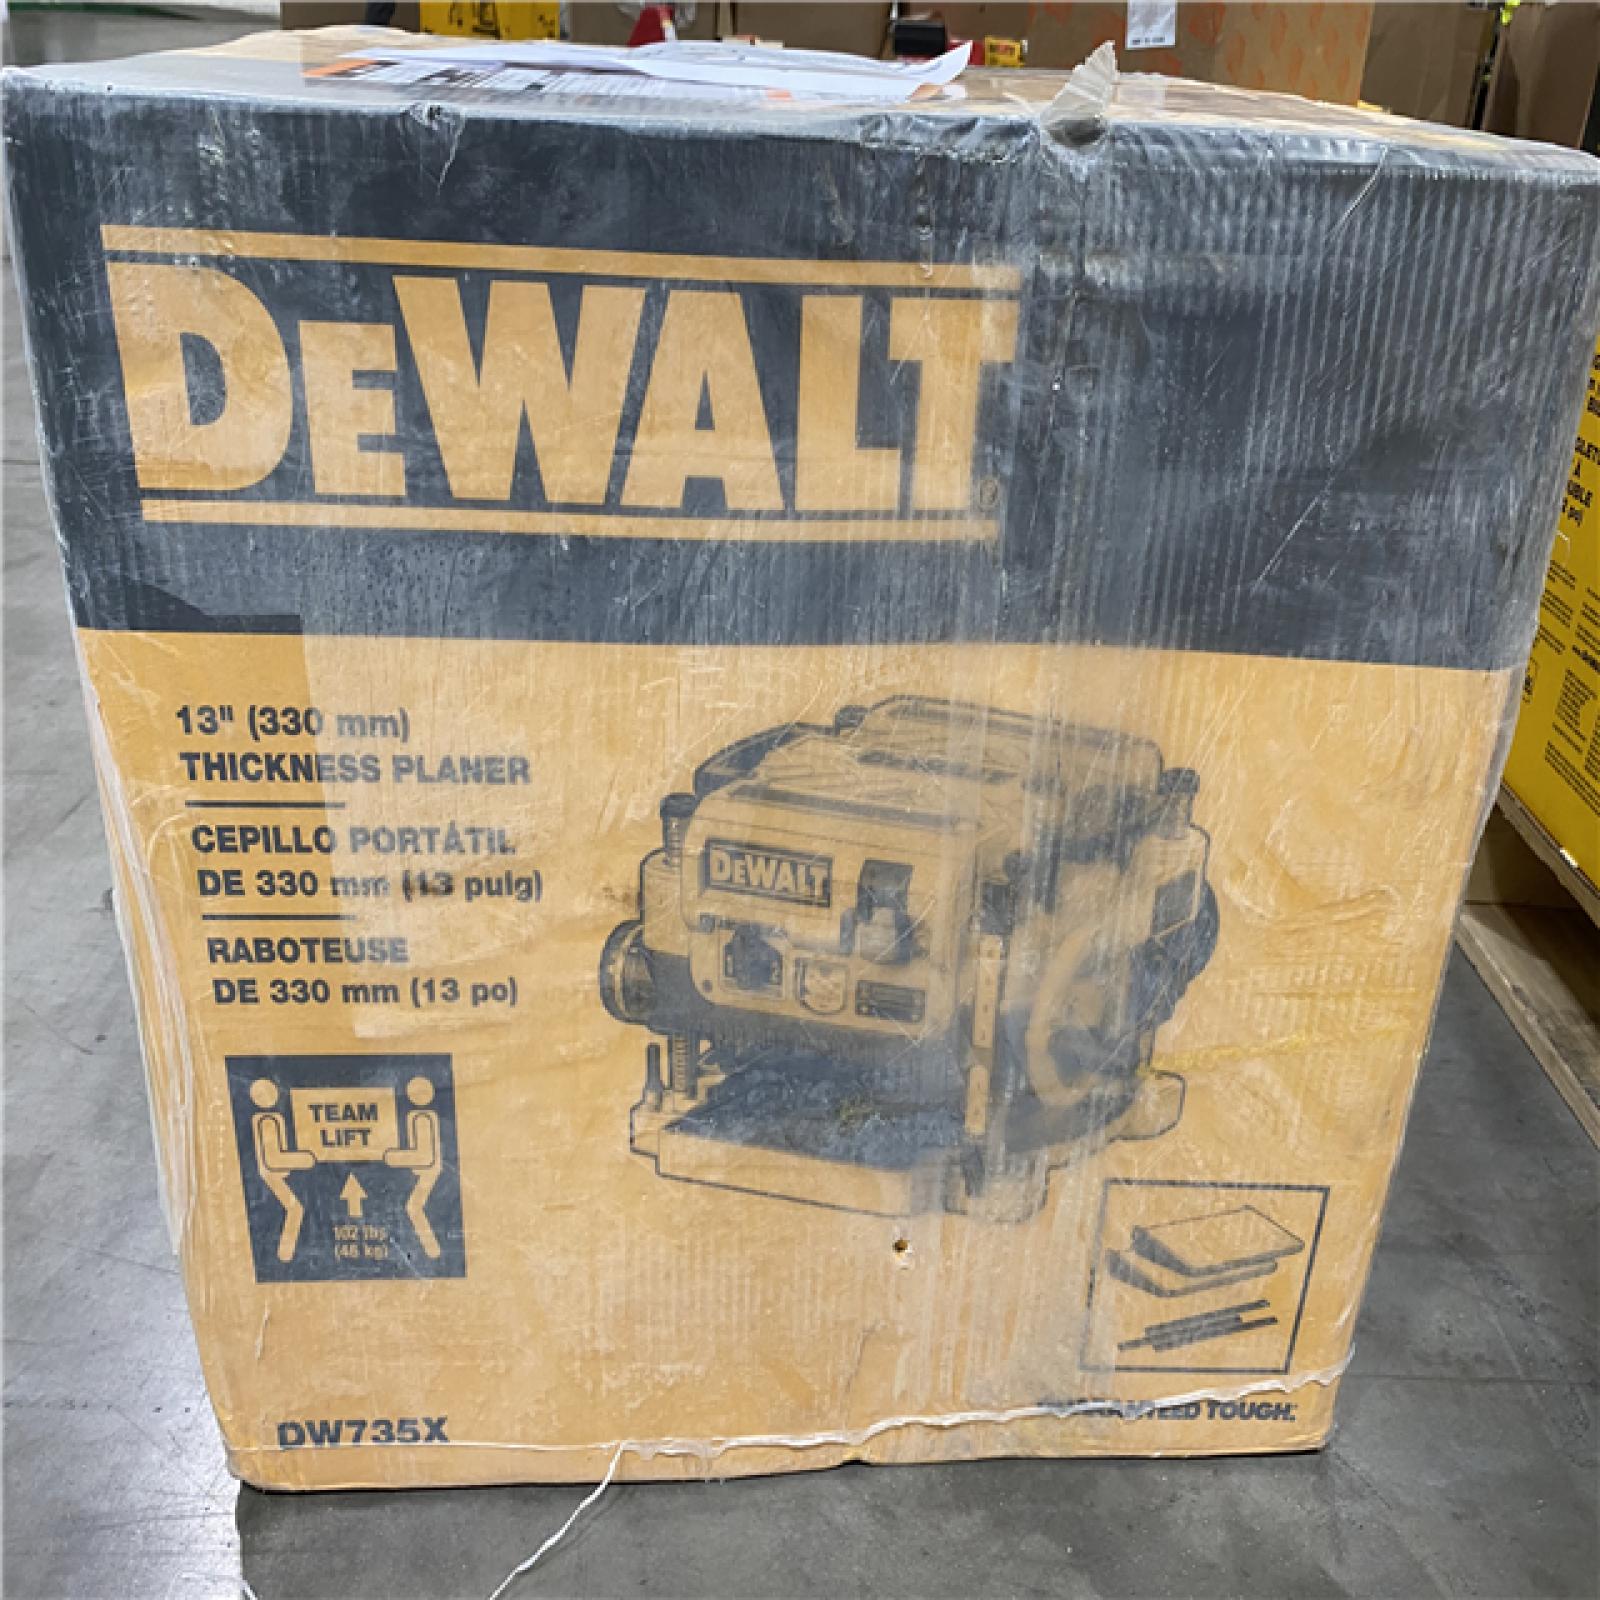 DEWALT®
13" (330 mm)
THICKNESS PLANER
CEPILLO PORTÁTIL
DE 330 mm (13 pulg)
RABOTEUSE
DE 330 mm (13 po)
DEWALT
TEAM
LIFT
102 lbs
(46 kg)
DW735X
GUARANTEED TOUGH.